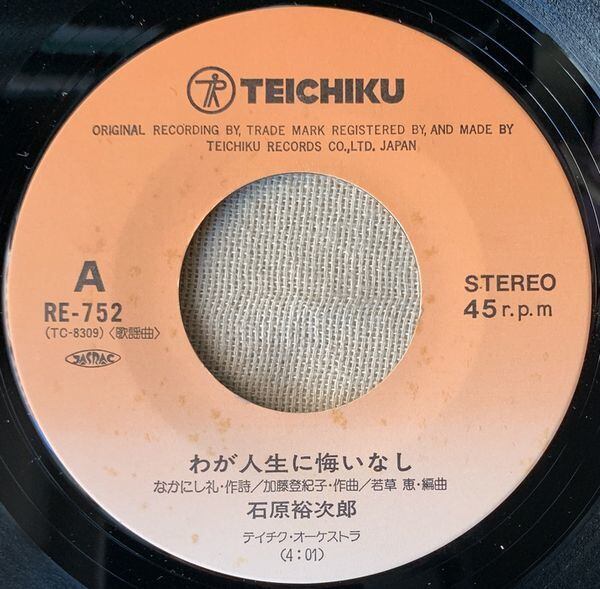 TEICHIKU
ORIGINAL RECORDING BY, TRADE MARK REGISTERED BY, AND MADE BY
TEICHIKU RECORDS CO.,LTD. JAPAN
A
RE-752
(TC-8309)〈歌謡曲〉
JASRAC
STEREO
45 r.p.m
わが人生に悔いなし
なかにし礼・作詩／加藤登紀子・作曲／若草 恵・編曲
石原裕次郎
テイチク・オーケストラ
(4:01)